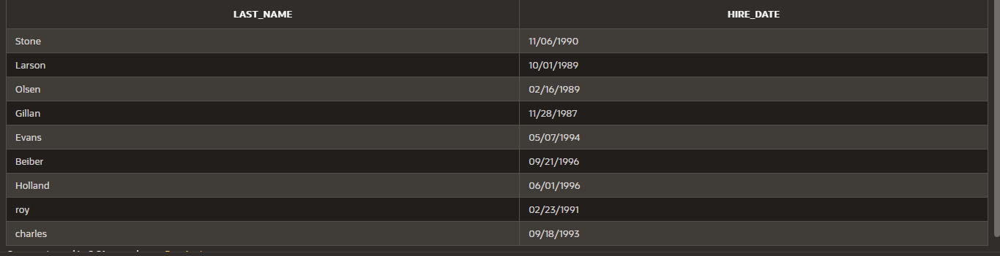 LAST_NAME HIRE_DATE
Stone 11/06/1990
Larson 10/01/1989
Olsen 02/16/1989
Gillan 11/28/1987
Evans 05/07/1994
Beiber 09/21/1996
Holland 06/01/1996
roy 02/23/1991
charles 09/18/1993